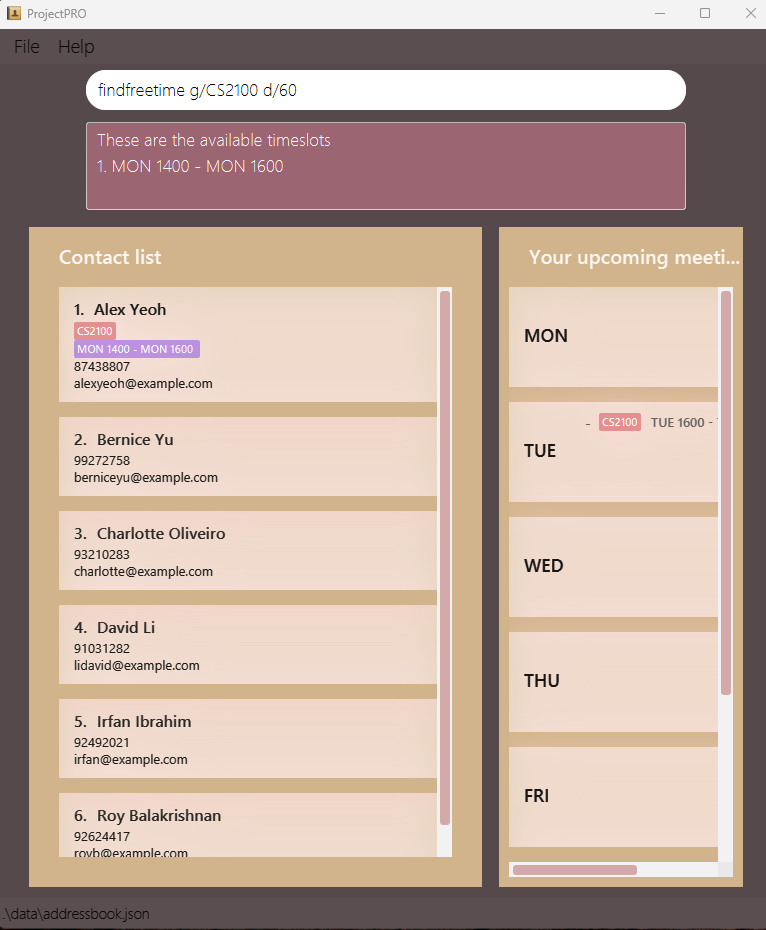 ProjectPRO
File Help
findfreetime g/CS2100 d/60
These are the available timeslots
1. MON 1400 - MON 1600
Contact list
1. Alex Yeoh
CS2100
MON 1400 - MON 1600
87438807
alexyeoh@example.com
2. Bernice Yu
99272758
berniceyu@example.com
3. Charlotte Oliveiro
93210283
charlotte@example.com
4. David Li
91031282
lidavid@example.com
5. Irfan Ibrahim
92492021
irfan@example.com
6. Roy Balakrishnan
92624417
royb@example.com
Your upcoming meeti...
MON
- CS2100 TUE 1600 -
TUE
WED
THU
FRI
.\data\addressbook.json